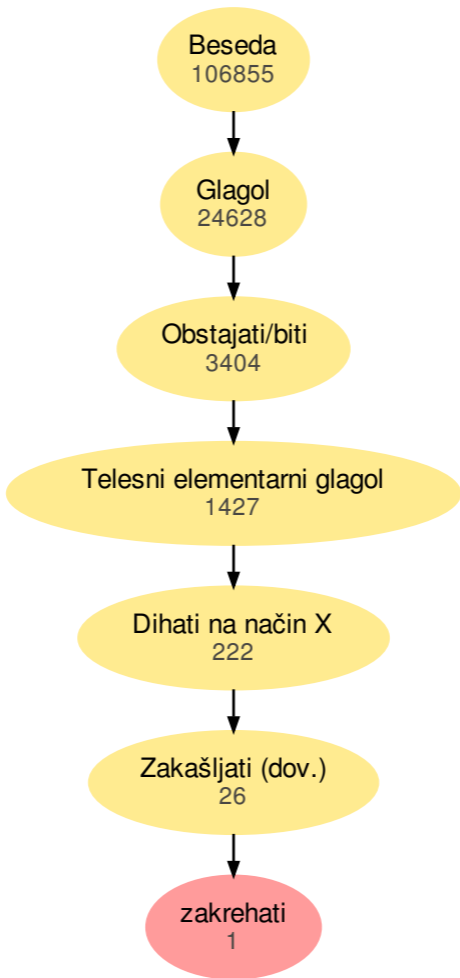 Beseda
106855
Glagol
24628
Obstajati/biti
3404
Telesni elementarni glagol
1427
Dihati na način X
222
Zakašljati (dov.)
26
zakrehati
1